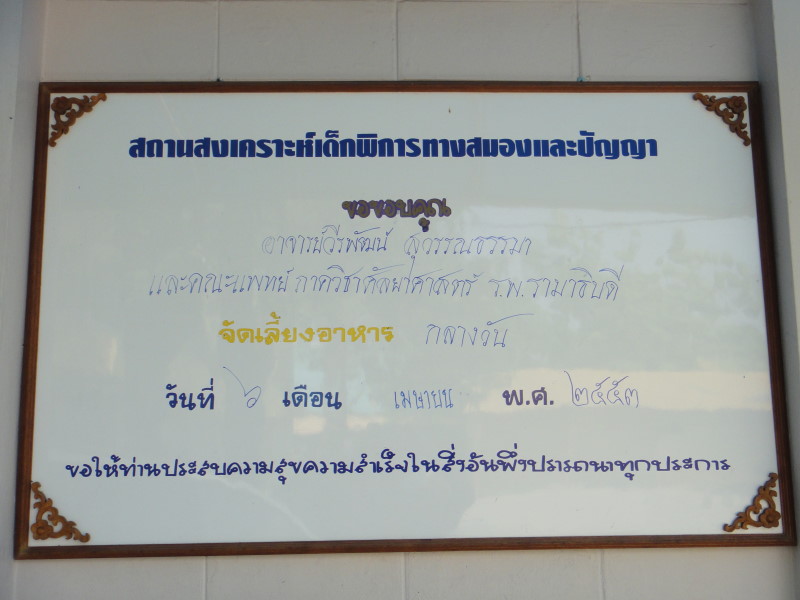 สถานสงเคราะห์เด็กพิการทางสมองและปัญญา
ขอขอบคุณ
อาจารย์วีรพัฒน์ สุวรรณธรรมา
และคณะแพทย์ ภาควิชาศัลยศาสตร์ ร.พ.รามาธิบดี
จัดเลี้ยงอาหาร กลางวัน
วันที่ ๖ เดือน เมษายน พ.ศ. ๒๕๕๓
ขอให้ท่านประสบความสุขความสำเร็จในสิ่งอันพึงปรารถนาทุกประการ